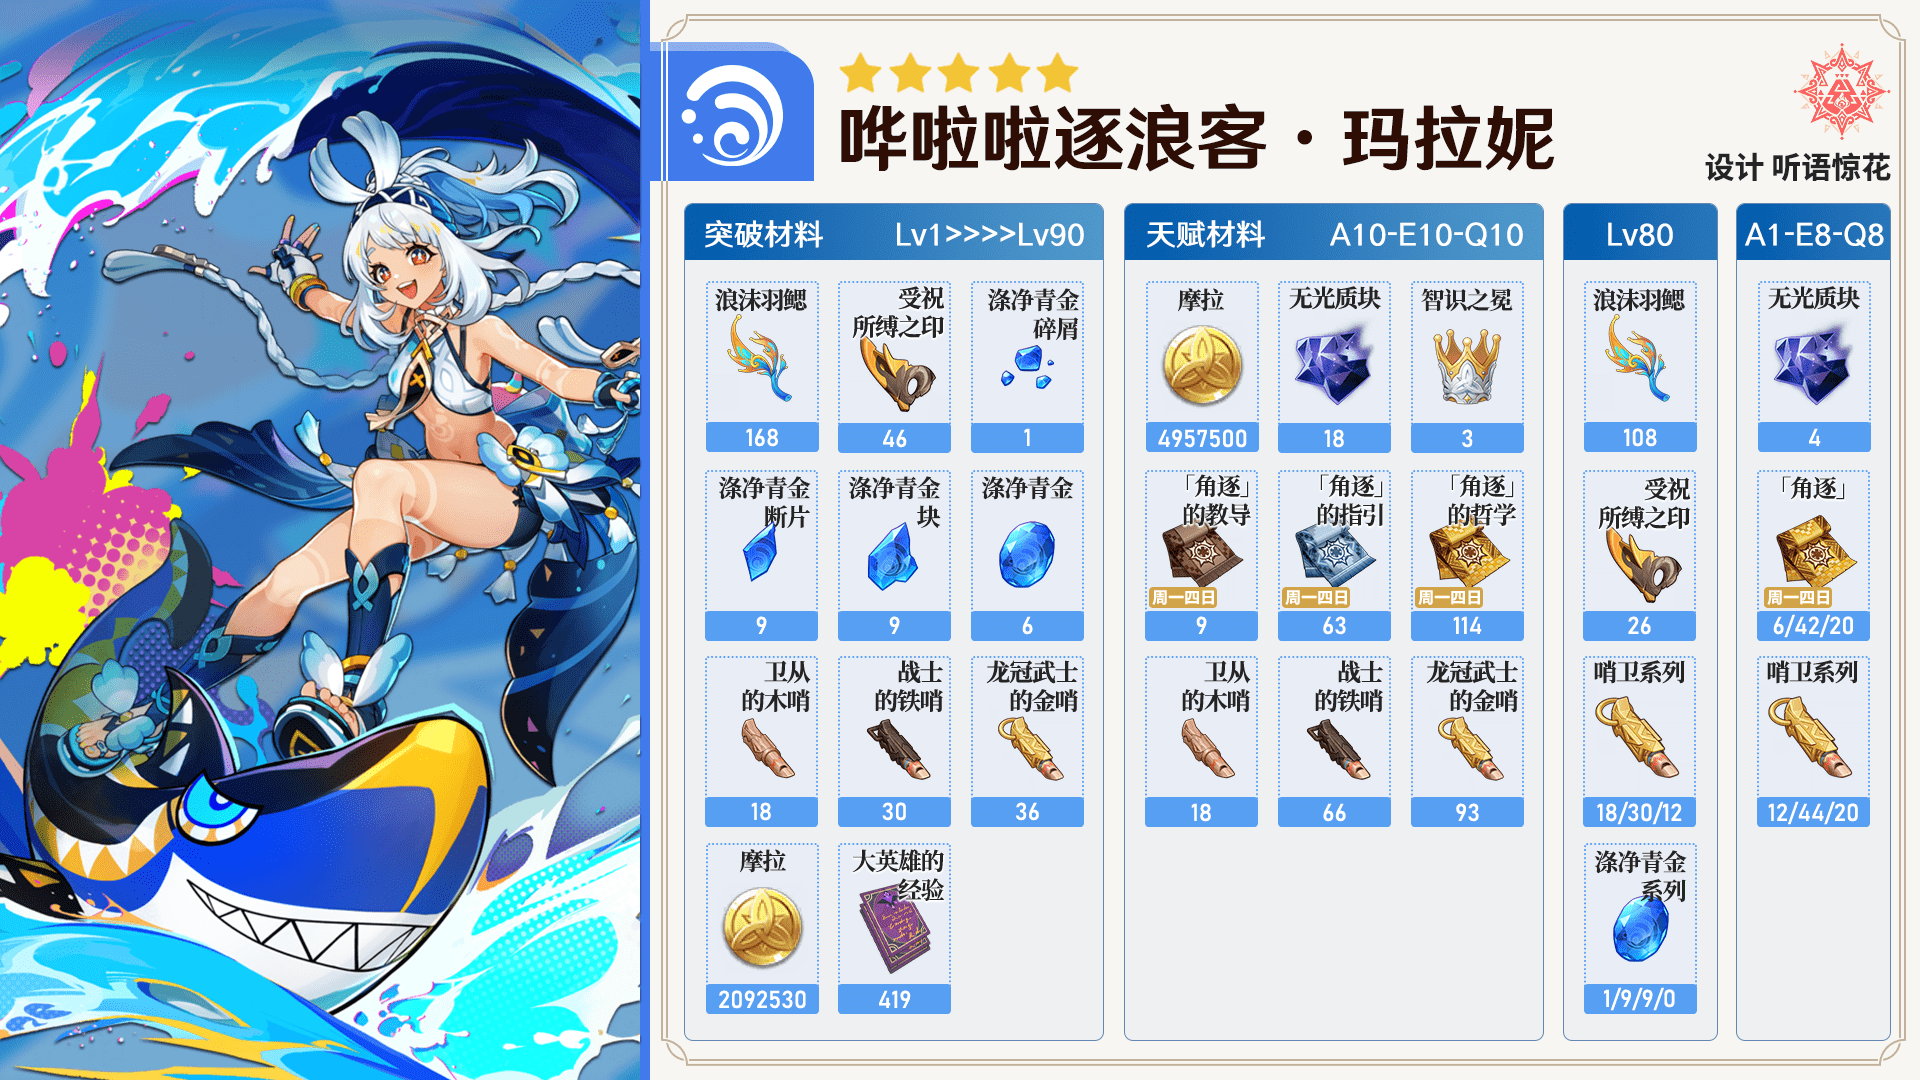 哗啦啦逐浪客·玛拉妮
设计 听语惊花
突破材料 Lv1>>>>Lv90
浪沫羽鳃
168
受祝
所缚之印
46
涤净青金
碎屑
1
涤净青金
断片
9
涤净青金
块
9
涤净青金
6
卫从
的木哨
18
战士
的铁哨
30
龙冠武士
的金哨
36
摩拉
2092530
大英雄的
经验
419
天赋材料 A10-E10-Q10
摩拉
4957500
无光质块
18
智识之冕
3
「角逐」
的教导
周一四日
9
「角逐」
的指引
周一四日
63
「角逐」
的哲学
周一四日
114
卫从
的木哨
18
战士
的铁哨
66
龙冠武士
的金哨
93
Lv80
浪沫羽鳃
108
受祝
所缚之印
26
哨卫系列
18/30/12
涤净青金
系列
1/9/9/0
A1-E8-Q8
无光质块
4
「角逐」
周一四日
6/42/20
哨卫系列
12/44/20